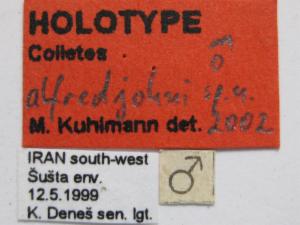 HOLOTYPE
Colletes ♂
alfredjohni sp.n.
M. Kuhlmann det. 2002
IRAN south-west
Šušta env.
12.5.1999
K. Deneš sen. lgt.
♂